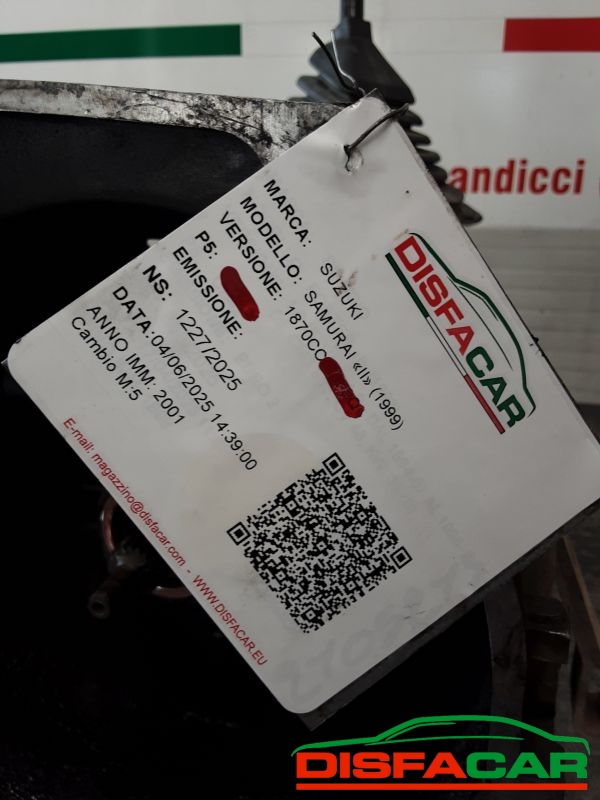 andicci
MARCA: SUZUKI
MODELLO: SAMURAI «II» (1999)
VERSIONE: 1870CC
P5:
EMISSIONE:
NS: 1227/2025
DATA:04/06/2025 14:39:00
ANNO IMM: 2001
Cambio M:5
E-mail: magazzino@disfacar.com - WWW.DISFACAR.EU
DISFACAR
DISFACAR